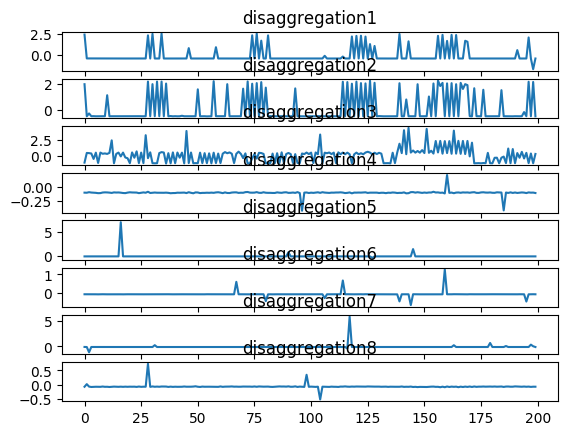 disaggregation1
2.5
0.0
disaggregation2
2
0
disaggregation3
2.5
0.0
disaggregation4
0.00
−0.25
disaggregation5
5
0
disaggregation6
1
0
disaggregation7
5
0
disaggregation8
0.5
0.0
−0.5
0 25 50 75 100 125 150 175 200